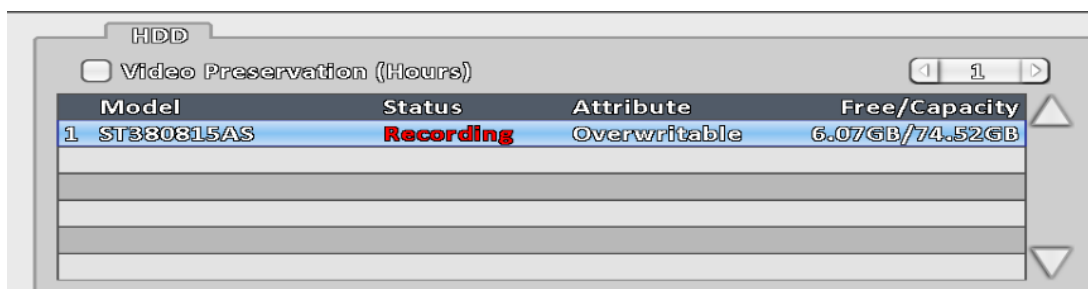 HDD
Video Preservation (Hours) 1
Model Status Attribute Free/Capacity
1 ST380815AS Recording Overwritable 6.07GB/74.52GB